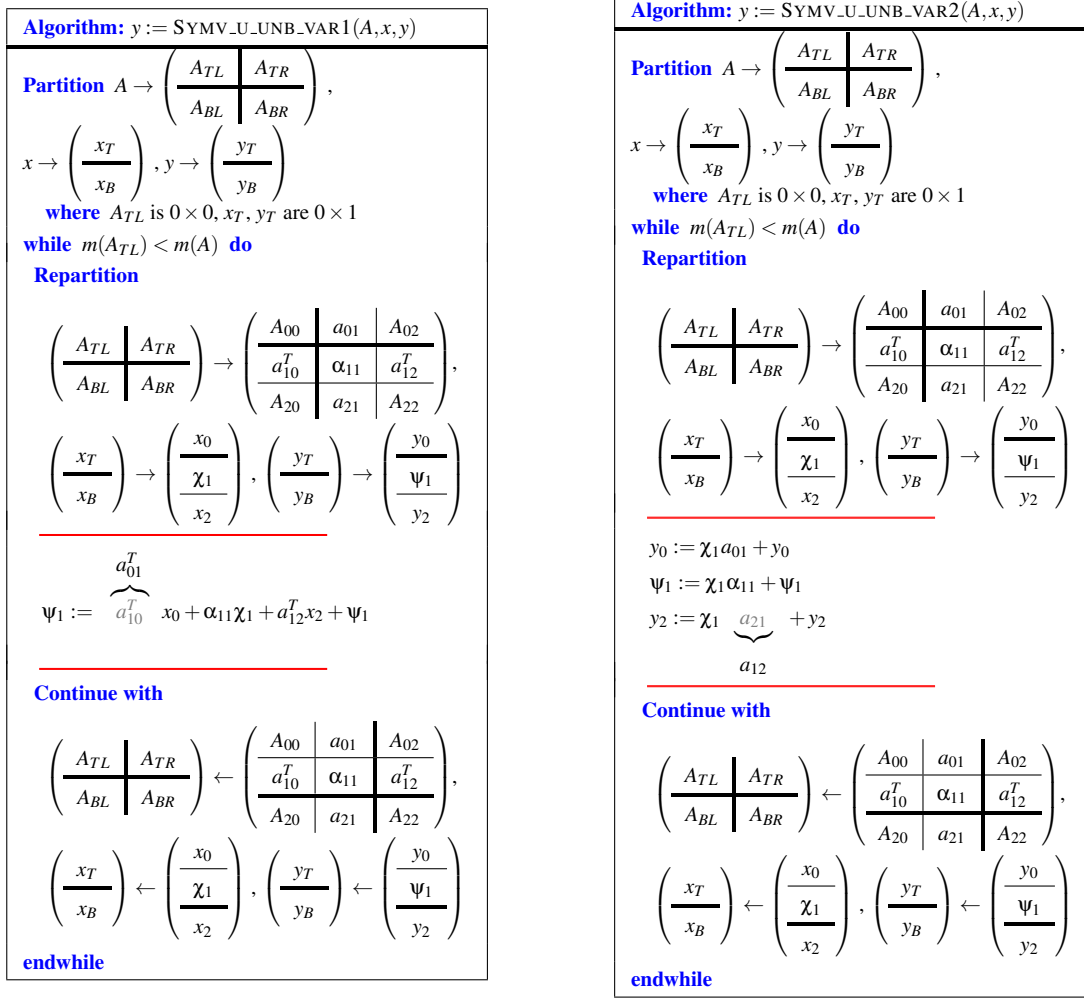 Algorithm: y := SYMV_U_UNB_VAR1(A,x,y)
Partition A → ( A_TL | A_TR ; A_BL | A_BR ) ,
x → ( x_T ; x_B ) , y → ( y_T ; y_B )
where A_TL is 0 × 0, x_T, y_T are 0 × 1
while m(A_TL) < m(A) do
Repartition
( A_TL | A_TR ; A_BL | A_BR ) → ( A_00 | a_01 | A_02 ; a_10^T | α_11 | a_12^T ; A_20 | a_21 | A_22 ) ,
( x_T ; x_B ) → ( x_0 ; χ_1 ; x_2 ) , ( y_T ; y_B ) → ( y_0 ; ψ_1 ; y_2 )
a_01^T
ψ_1 := a_10^T x_0 + α_11 χ_1 + a_12^T x_2 + ψ_1
Continue with
( A_TL | A_TR ; A_BL | A_BR ) ← ( A_00 | a_01 | A_02 ; a_10^T | α_11 | a_12^T ; A_20 | a_21 | A_22 ) ,
( x_T ; x_B ) ← ( x_0 ; χ_1 ; x_2 ) , ( y_T ; y_B ) ← ( y_0 ; ψ_1 ; y_2 )
endwhile
Algorithm: y := SYMV_U_UNB_VAR2(A,x,y)
Partition A → ( A_TL | A_TR ; A_BL | A_BR ) ,
x → ( x_T ; x_B ) , y → ( y_T ; y_B )
where A_TL is 0 × 0, x_T, y_T are 0 × 1
while m(A_TL) < m(A) do
Repartition
( A_TL | A_TR ; A_BL | A_BR ) → ( A_00 | a_01 | A_02 ; a_10^T | α_11 | a_12^T ; A_20 | a_21 | A_22 ) ,
( x_T ; x_B ) → ( x_0 ; χ_1 ; x_2 ) , ( y_T ; y_B ) → ( y_0 ; ψ_1 ; y_2 )
y_0 := χ_1 a_01 + y_0
ψ_1 := χ_1 α_11 + ψ_1
y_2 := χ_1 a_21 + y_2
a_12
Continue with
( A_TL | A_TR ; A_BL | A_BR ) ← ( A_00 | a_01 | A_02 ; a_10^T | α_11 | a_12^T ; A_20 | a_21 | A_22 ) ,
( x_T ; x_B ) ← ( x_0 ; χ_1 ; x_2 ) , ( y_T ; y_B ) ← ( y_0 ; ψ_1 ; y_2 )
endwhile